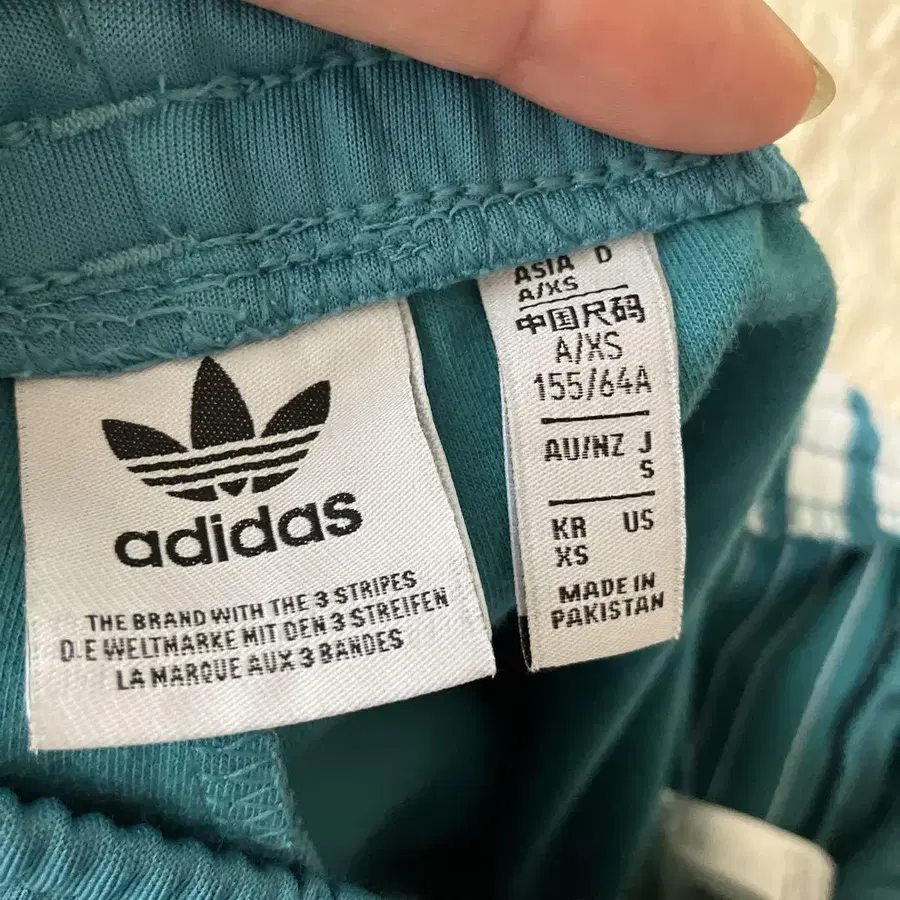 adidas
THE BRAND WITH THE 3 STRIPES
DIE WELTMARKE MIT DEN 3 STREIFEN
LA MARQUE AUX 3 BANDES
ASIA D
A/XS
中国尺码
A/XS
155/64A
AU/NZ J
S
KR US
XS
MADE IN
PAKISTAN